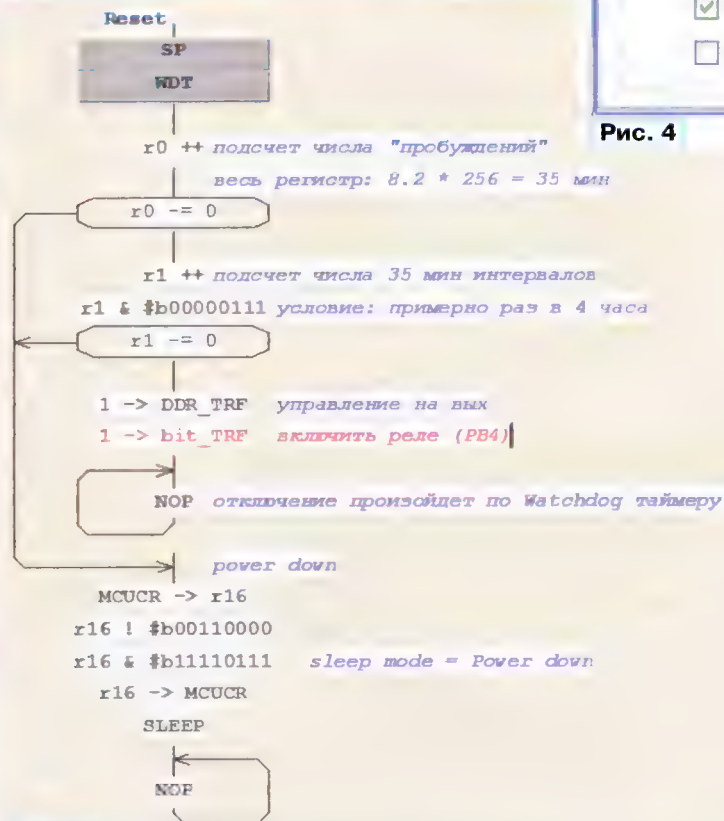 Reset
SP
WDT
r0 ++ подсчет числа "пробуждений"
весь регистр: 8.2 * 256 = 35 мин
r0 -= 0
r1 ++ подсчет числа 35 мин интервалов
r1 & #b00000111 условие: примерно раз в 4 часа
r1 -= 0
1 -> DDR_TRF управление на вых
1 -> bit_TRF включить реле (PB4)
NOP отключение произойдет по Watchdog таймеру
power down
MCUCR -> r16
r16 ! #b00110000
r16 & #b11110111 sleep mode = Power down
r16 -> MCUCR
SLEEP
NOP
Рис. 4